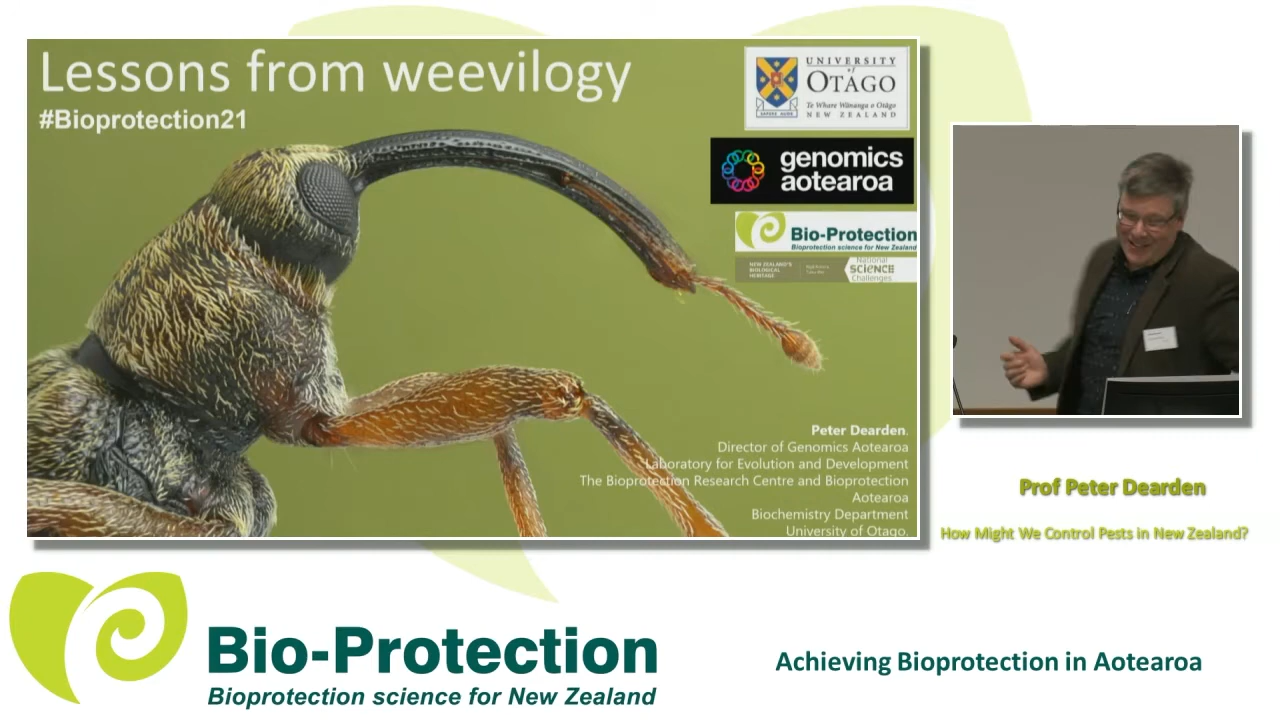 Lessons from weevilogy
#Bioprotection21
UNIVERSITY
of
OTAGO
Te Whare Wānanga o Otāgo
NEW ZEALAND
SAPERE AUDE
genomics
aotearoa
Bio-Protection
Bioprotection science for New Zealand
NEW ZEALAND'S
BIOLOGICAL
HERITAGE
National
SCiENCE
Challenges
Peter Dearden.
Director of Genomics Aotearoa
Laboratory for Evolution and Development
The Bioprotection Research Centre and Bioprotection
Aotearoa
Biochemistry Department
University of Otago.
Prof Peter Dearden
How Might We Control Pests in New Zealand?
Bio-Protection
Bioprotection science for New Zealand
Achieving Bioprotection in Aotearoa